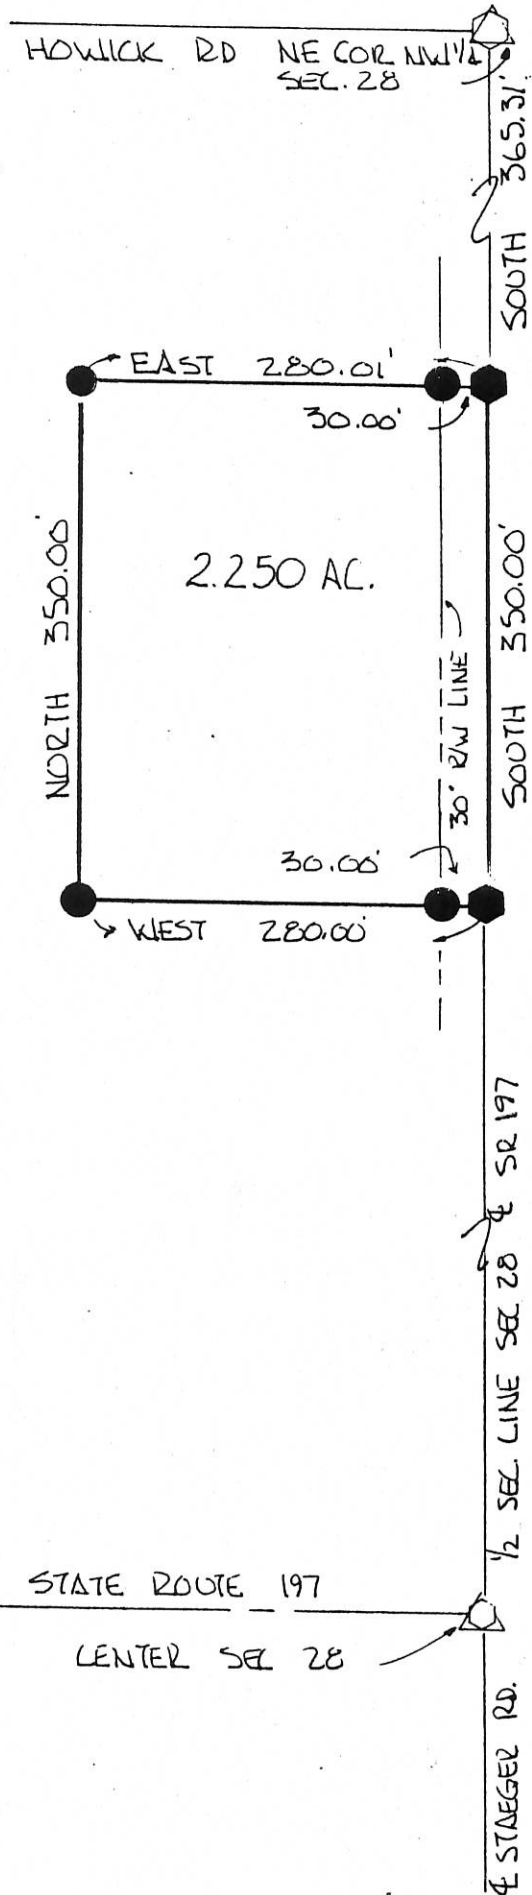 HOWICK RD NE COR NW 1/4
SEC. 28
SOUTH 365.31'
EAST 280.01'
30.00'
NORTH 350.00'
2.250 AC.
30' R/W LINE
SOUTH 350.00'
30.00'
WEST 280.00'
1/2 SEC. LINE SEC 28 ℄ SR 197
STATE ROUTE 197
CENTER SEC 28
℄ STAEGER RD.